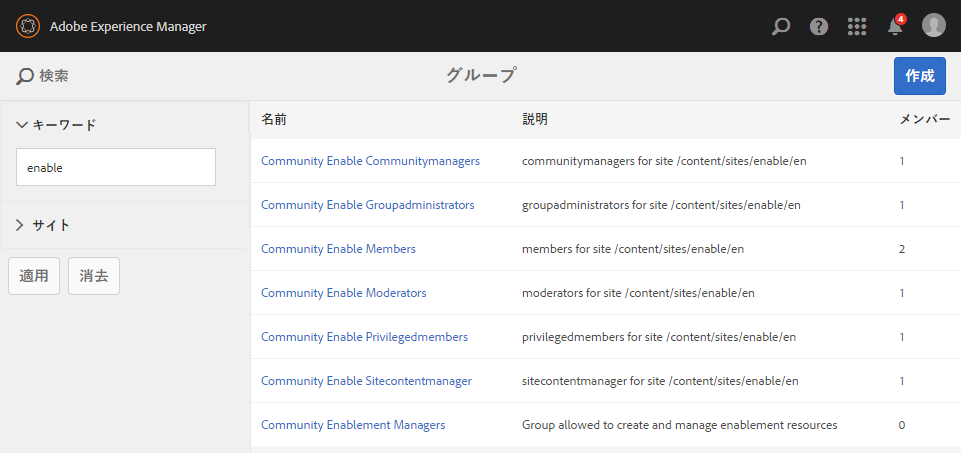 Adobe Experience Manager
4
検索
グループ
作成
キーワード
enable
サイト
適用 消去
名前 説明 メンバー
Community Enable Communitymanagers communitymanagers for site /content/sites/enable/en 1
Community Enable Groupadministrators groupadministrators for site /content/sites/enable/en 1
Community Enable Members members for site /content/sites/enable/en 2
Community Enable Moderators moderators for site /content/sites/enable/en 1
Community Enable Privilegedmembers privilegedmembers for site /content/sites/enable/en 1
Community Enable Sitecontentmanager sitecontentmanager for site /content/sites/enable/en 1
Community Enablement Managers Group allowed to create and manage enablement resources 0